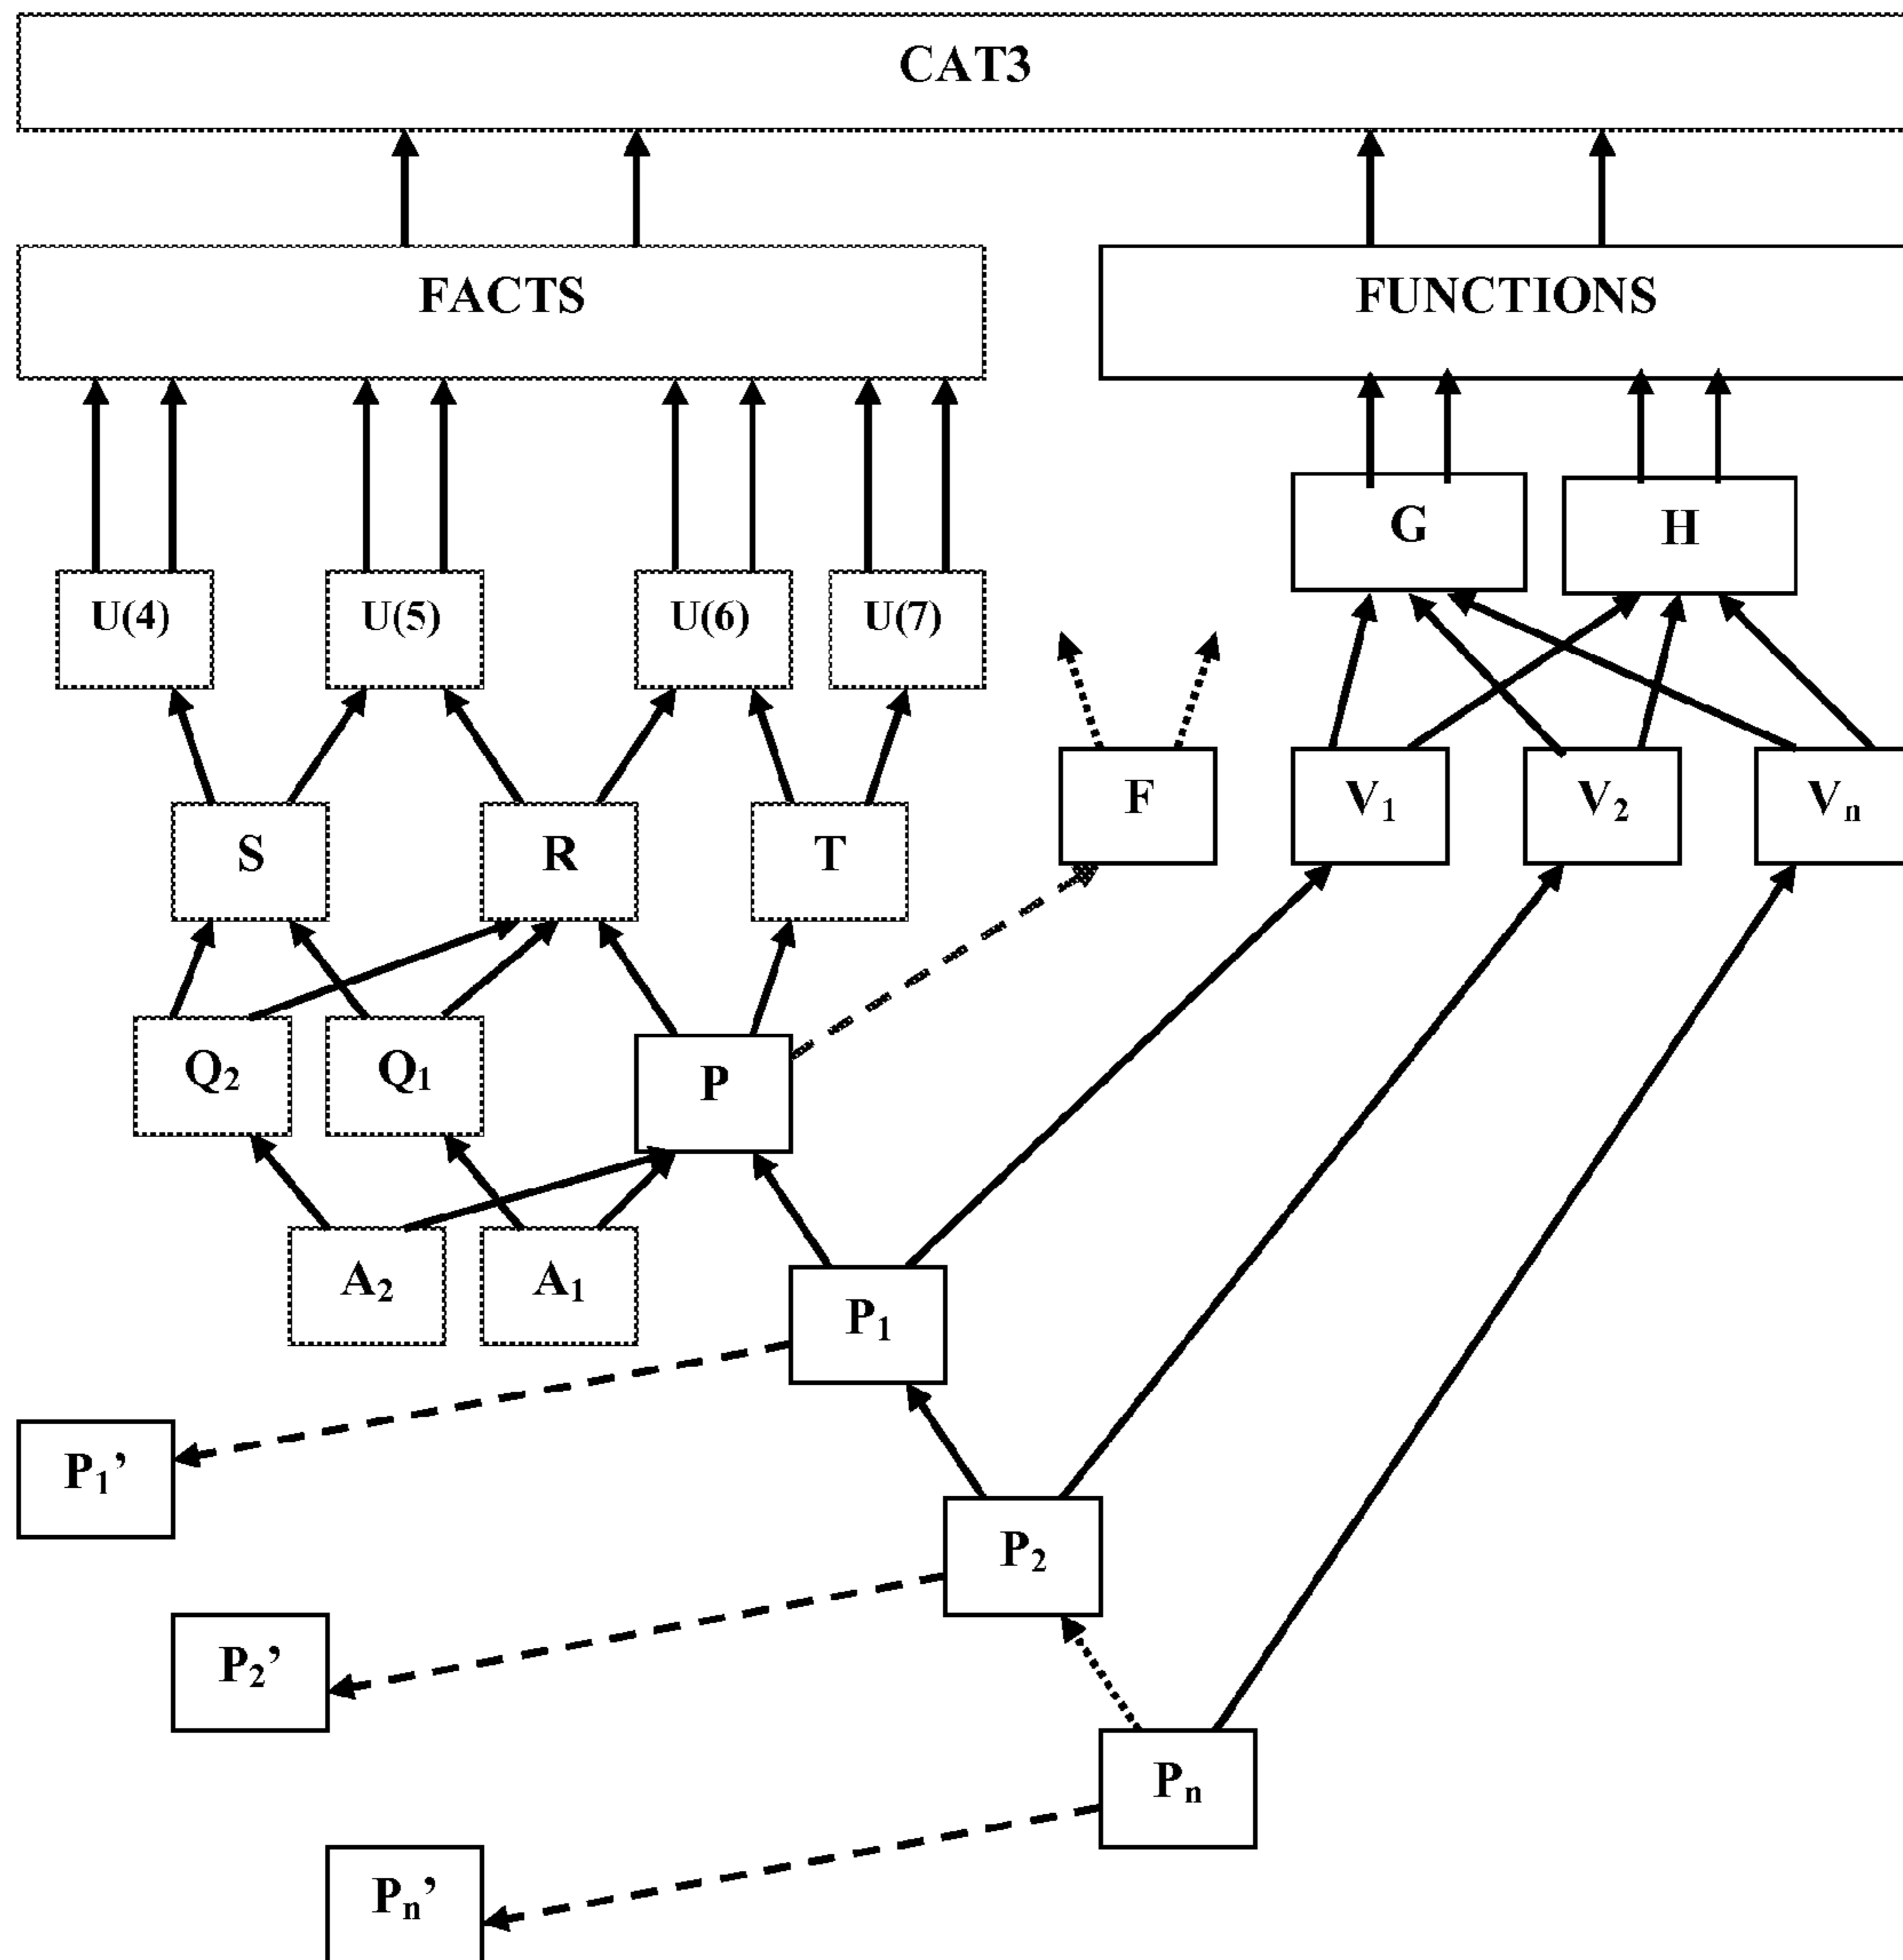 CAT3
FACTS
FUNCTIONS
G
H
U(4)
U(5)
U(6)
U(7)
F
V₁
V₂
Vₙ
S
R
T
Q₂
Q₁
P
A₂
A₁
P₁
P₁’
P₂
P₂’
Pₙ
Pₙ’